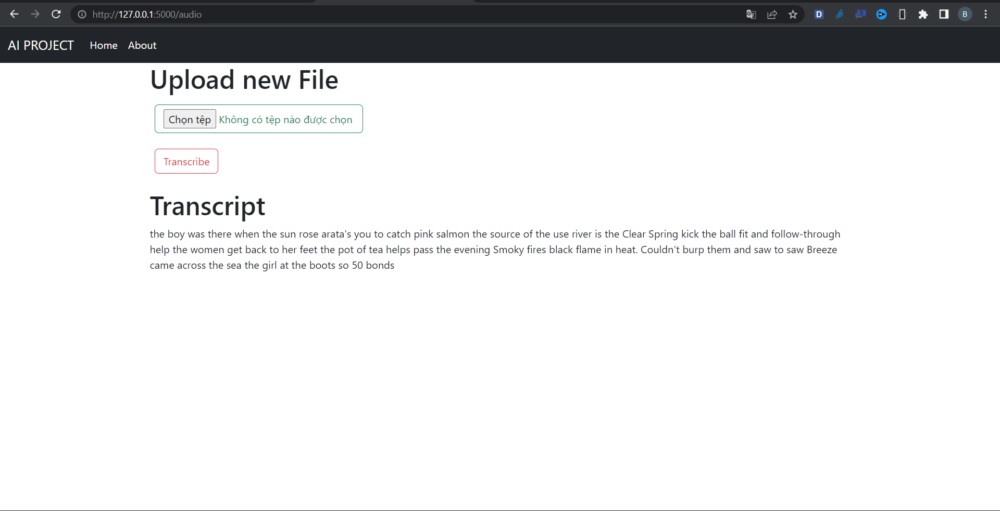 http://127.0.0.1:5000/audio
B
AI PROJECT Home About
Upload new File
Chọn tệp Không có tệp nào được chọn
Transcribe
Transcript
the boy was there when the sun rose arata's you to catch pink salmon the source of the use river is the Clear Spring kick the ball fit and follow-through
help the women get back to her feet the pot of tea helps pass the evening Smoky fires black flame in heat. Couldn't burp them and saw to saw Breeze
came across the sea the girl at the boots so 50 bonds